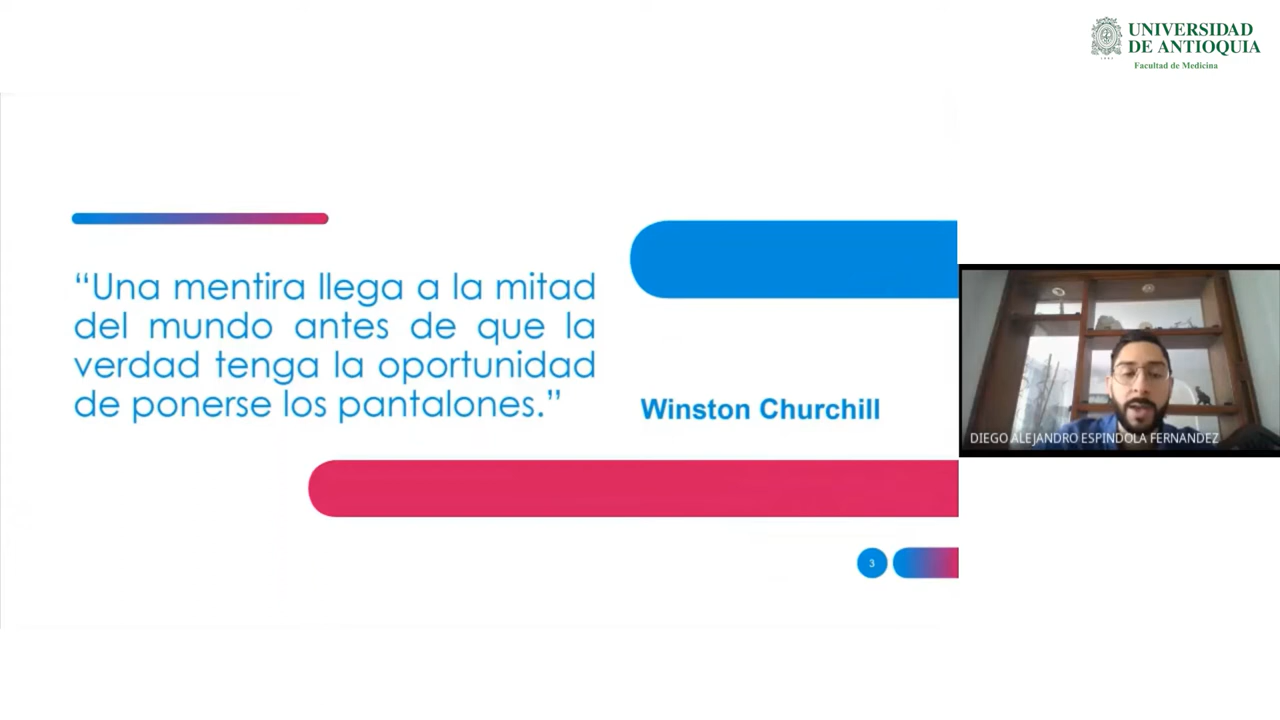 UNIVERSIDAD
DE ANTIOQUIA
Facultad de Medicina
“Una mentira llega a la mitad
del mundo antes de que la
verdad tenga la oportunidad
de ponerse los pantalones.”
Winston Churchill
DIEGO ALEJANDRO ESPINDOLA FERNANDEZ
3